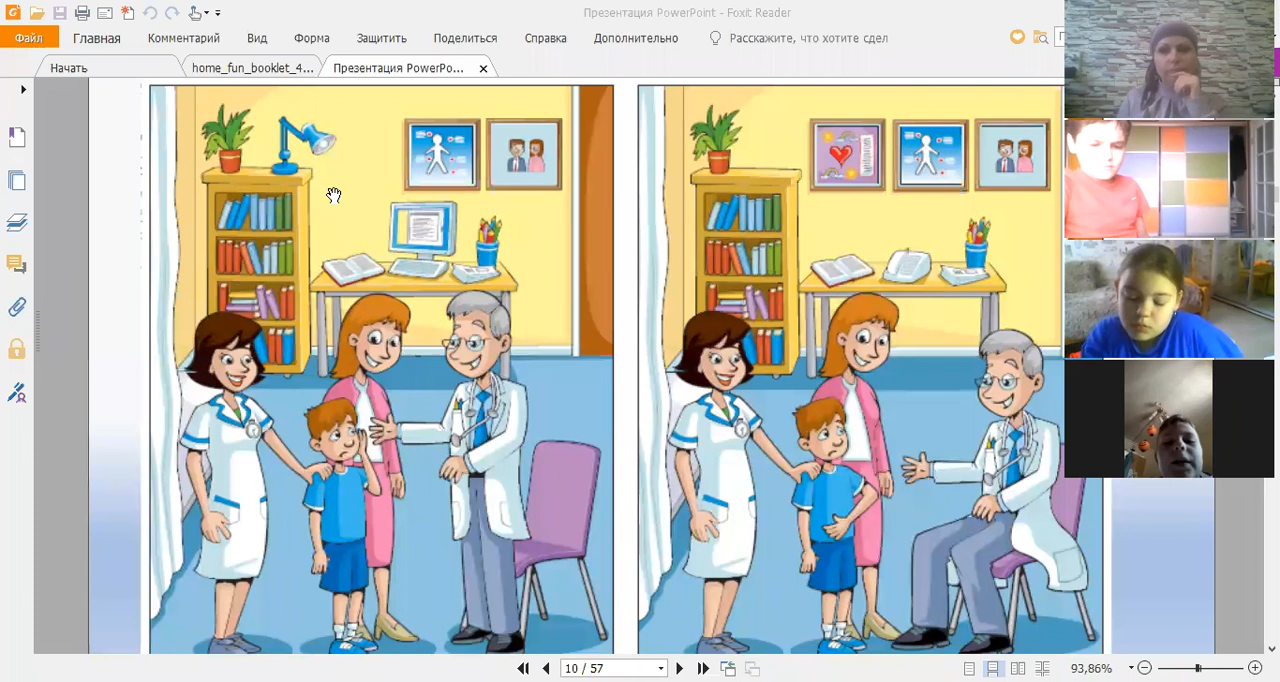 Презентация PowerPoint - Foxit Reader
Файл Главная Комментарий Вид Форма Защитить Поделиться Справка Дополнительно Расскажите, что хотите сделать
Начать home_fun_booklet_4... Презентация PowerPo...
10 / 57 93,86%